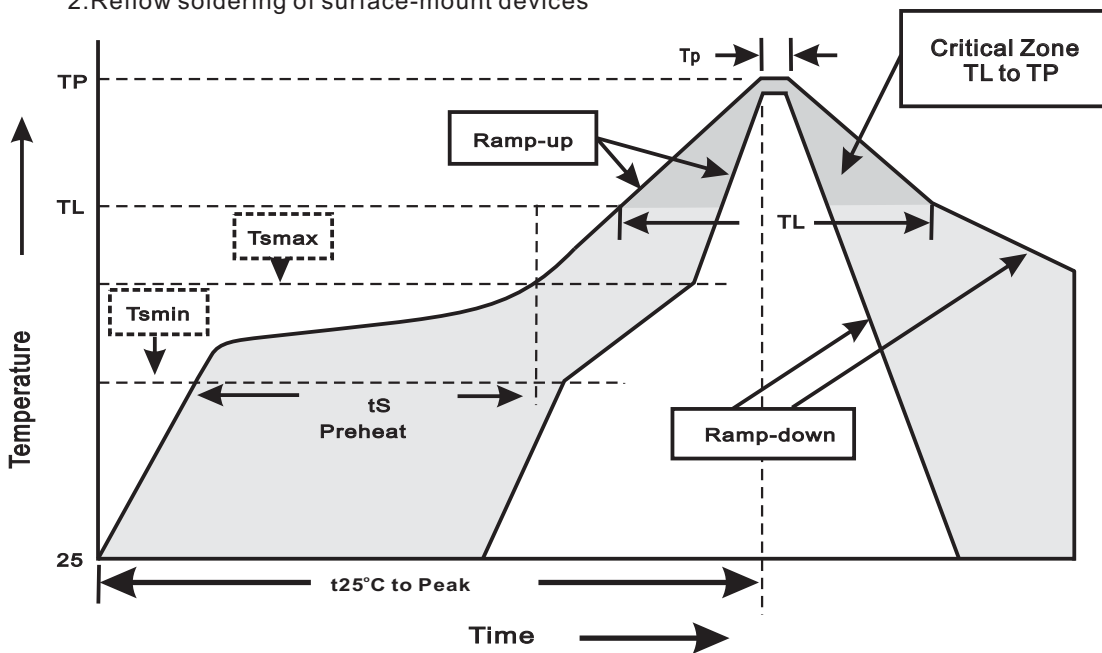 2.Reflow soldering of surface-mount devices
Tp
Critical Zone
TL to TP
TP
Ramp-up
TL
Tsmax
TL
Tsmin
tS
Preheat
Ramp-down
Temperature
25
t25°C to Peak
Time